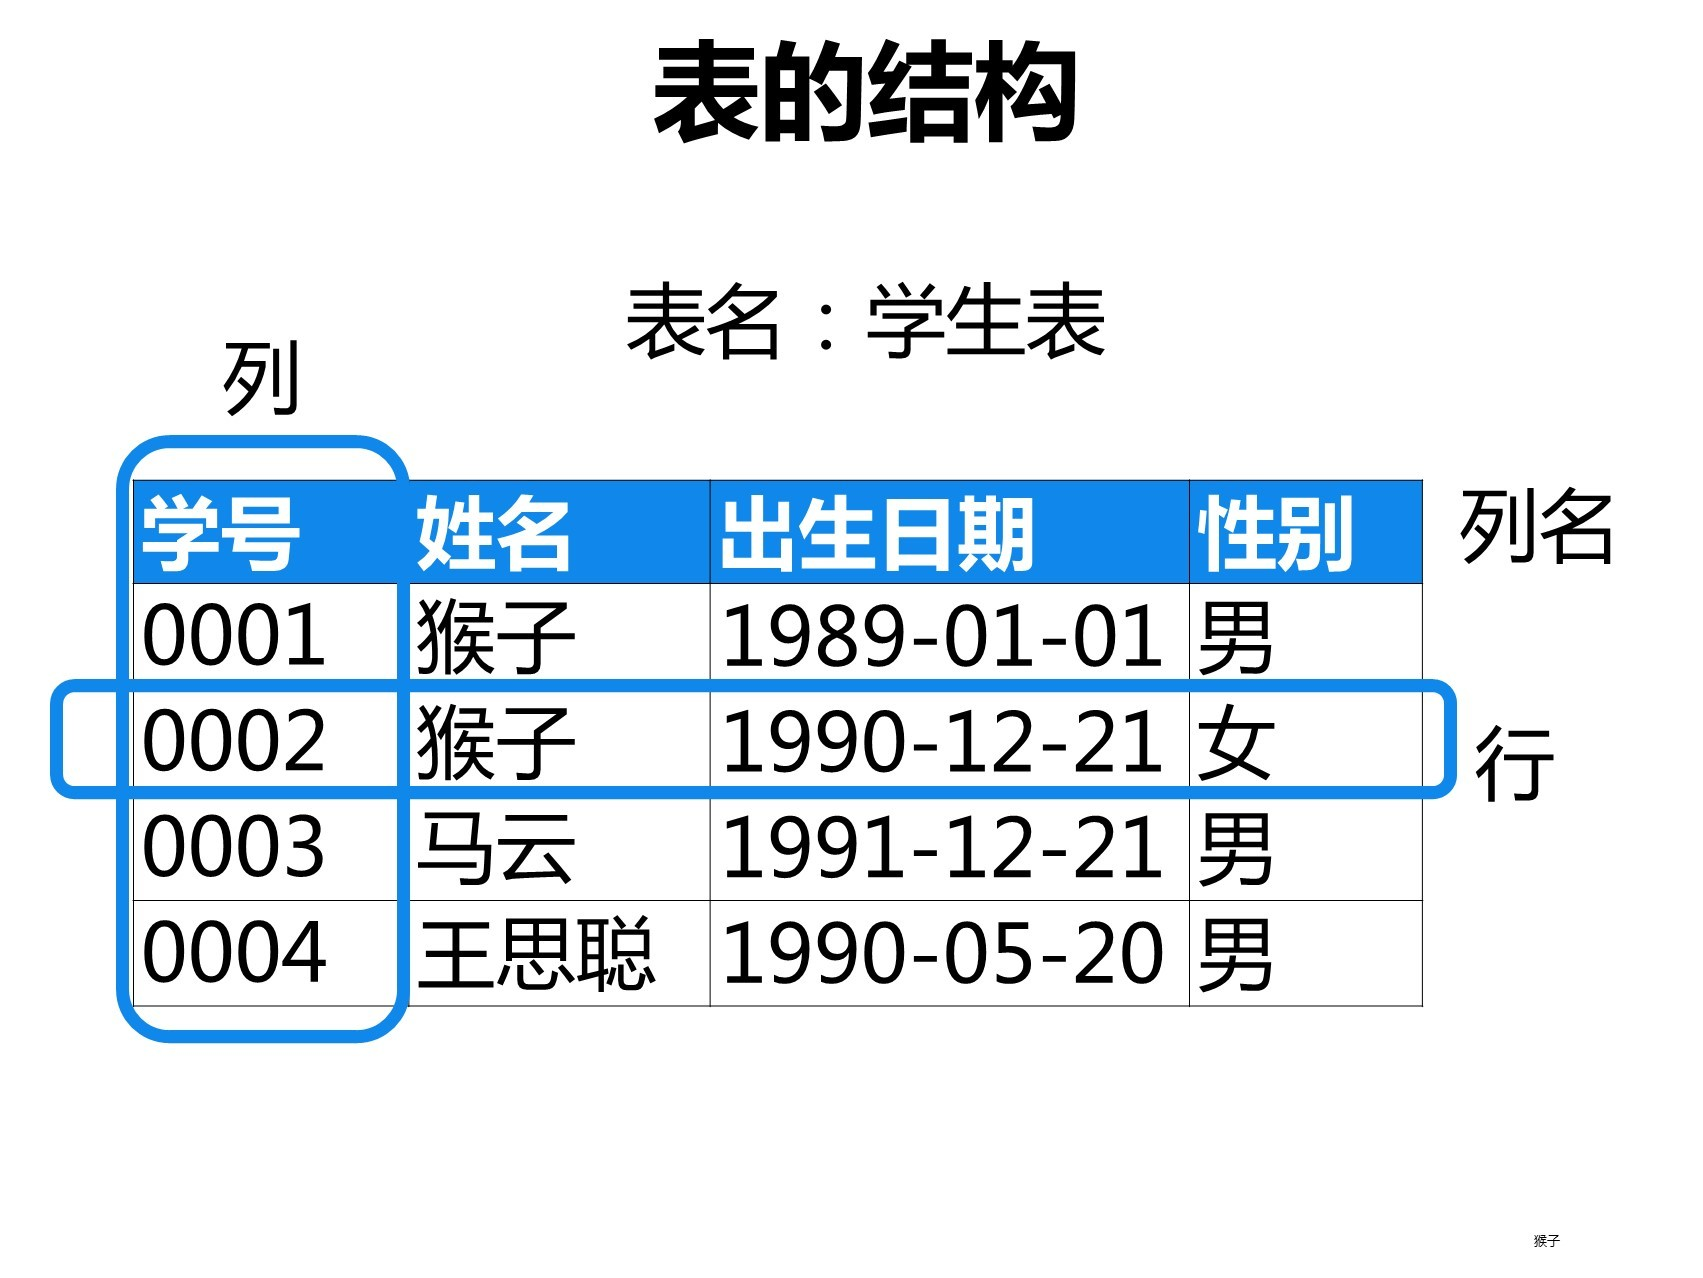 表的结构
表名：学生表
列
学号 姓名 出生日期 性别 列名
0001 猴子 1989-01-01 男
0002 猴子 1990-12-21 女 行
0003 马云 1991-12-21 男
0004 王思聪 1990-05-20 男
猴子